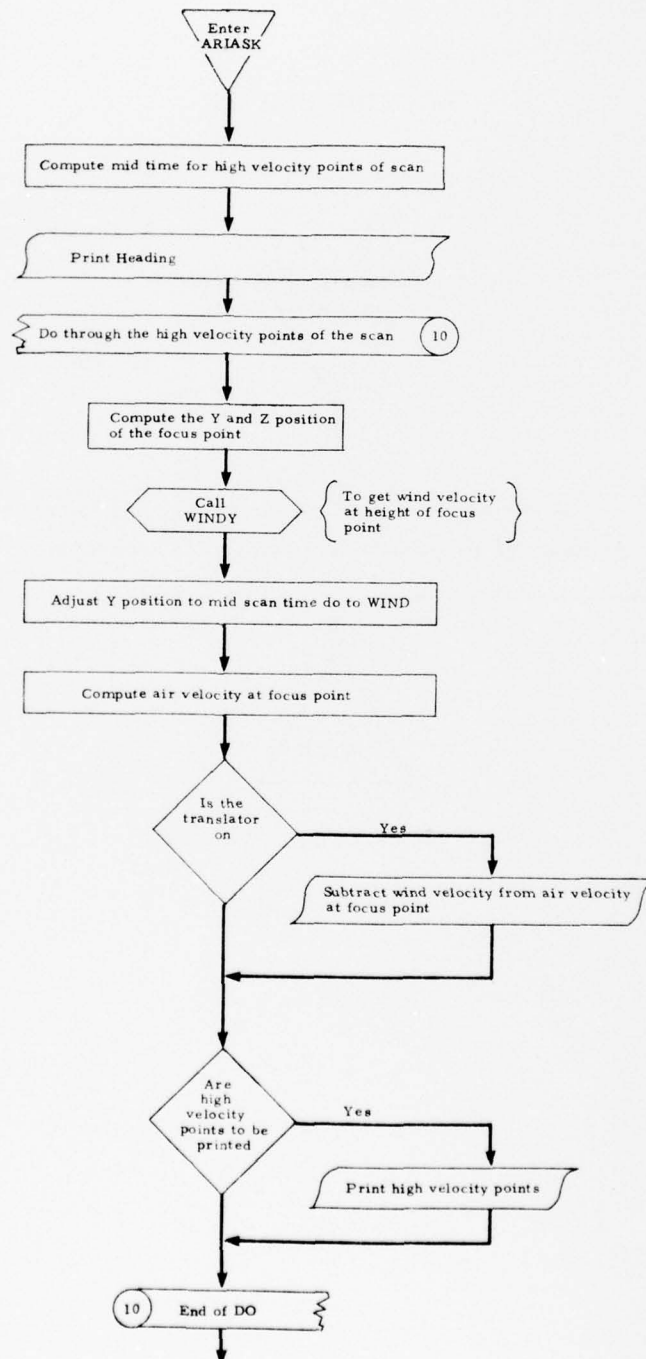 Enter
ARIASK
Compute mid time for high velocity points of scan
Print Heading
Do through the high velocity points of the scan
10
Compute the Y and Z position
of the focus point
Call
WINDY
To get wind velocity
at height of focus
point
Adjust Y position to mid scan time do to WIND
Compute air velocity at focus point
Is the
translator
on
Yes
Subtract wind velocity from air velocity
at focus point
Are
high
velocity
points to be
printed
Yes
Print high velocity points
10
End of DO